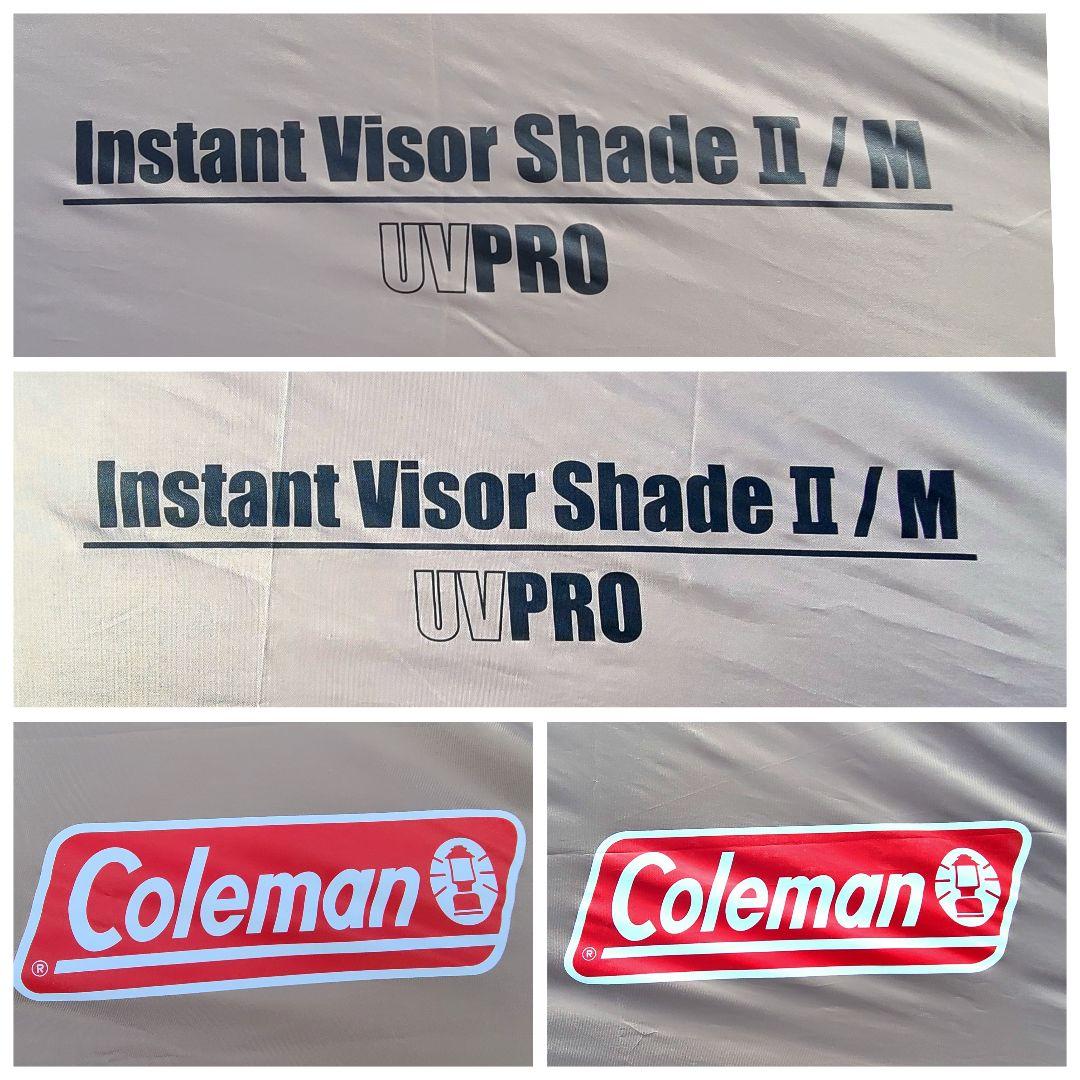 Instant Visor Shade II / M
UVPRO
Instant Visor Shade II / M
UVPRO
Coleman
®
Coleman
®